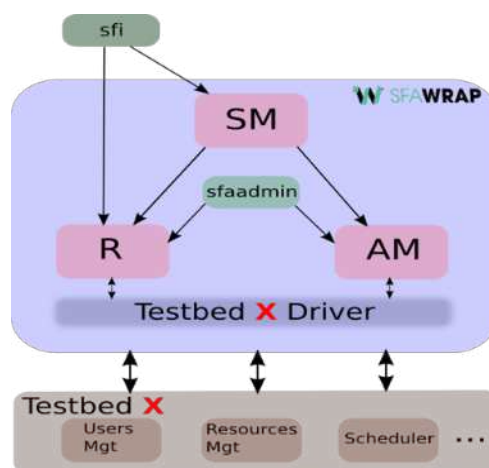 sfi
SFAWRAP
SM
sfaadmin
R
AM
Testbed X Driver
Testbed X
Users
Mgt
Resources
Mgt
Scheduler
...